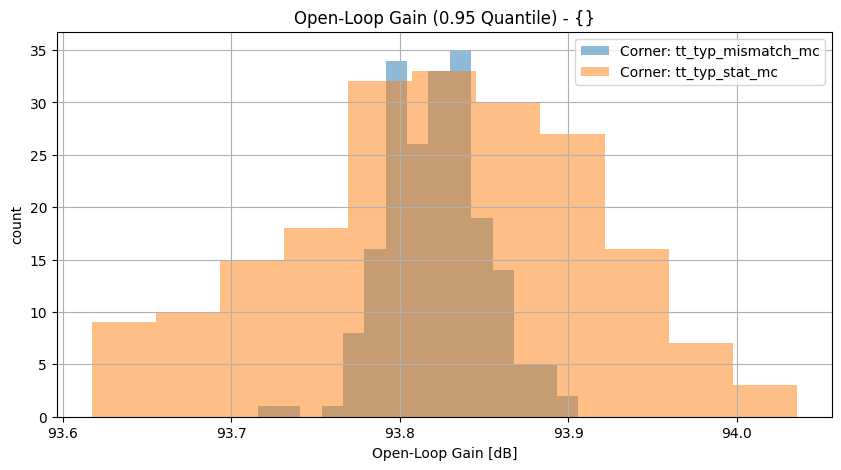 Open-Loop Gain (0.95 Quantile) - {}
Corner: tt_typ_mismatch_mc
Corner: tt_typ_stat_mc
35
30
25
20
15
10
5
0
count
93.6
93.7
93.8
93.9
94.0
Open-Loop Gain [dB]